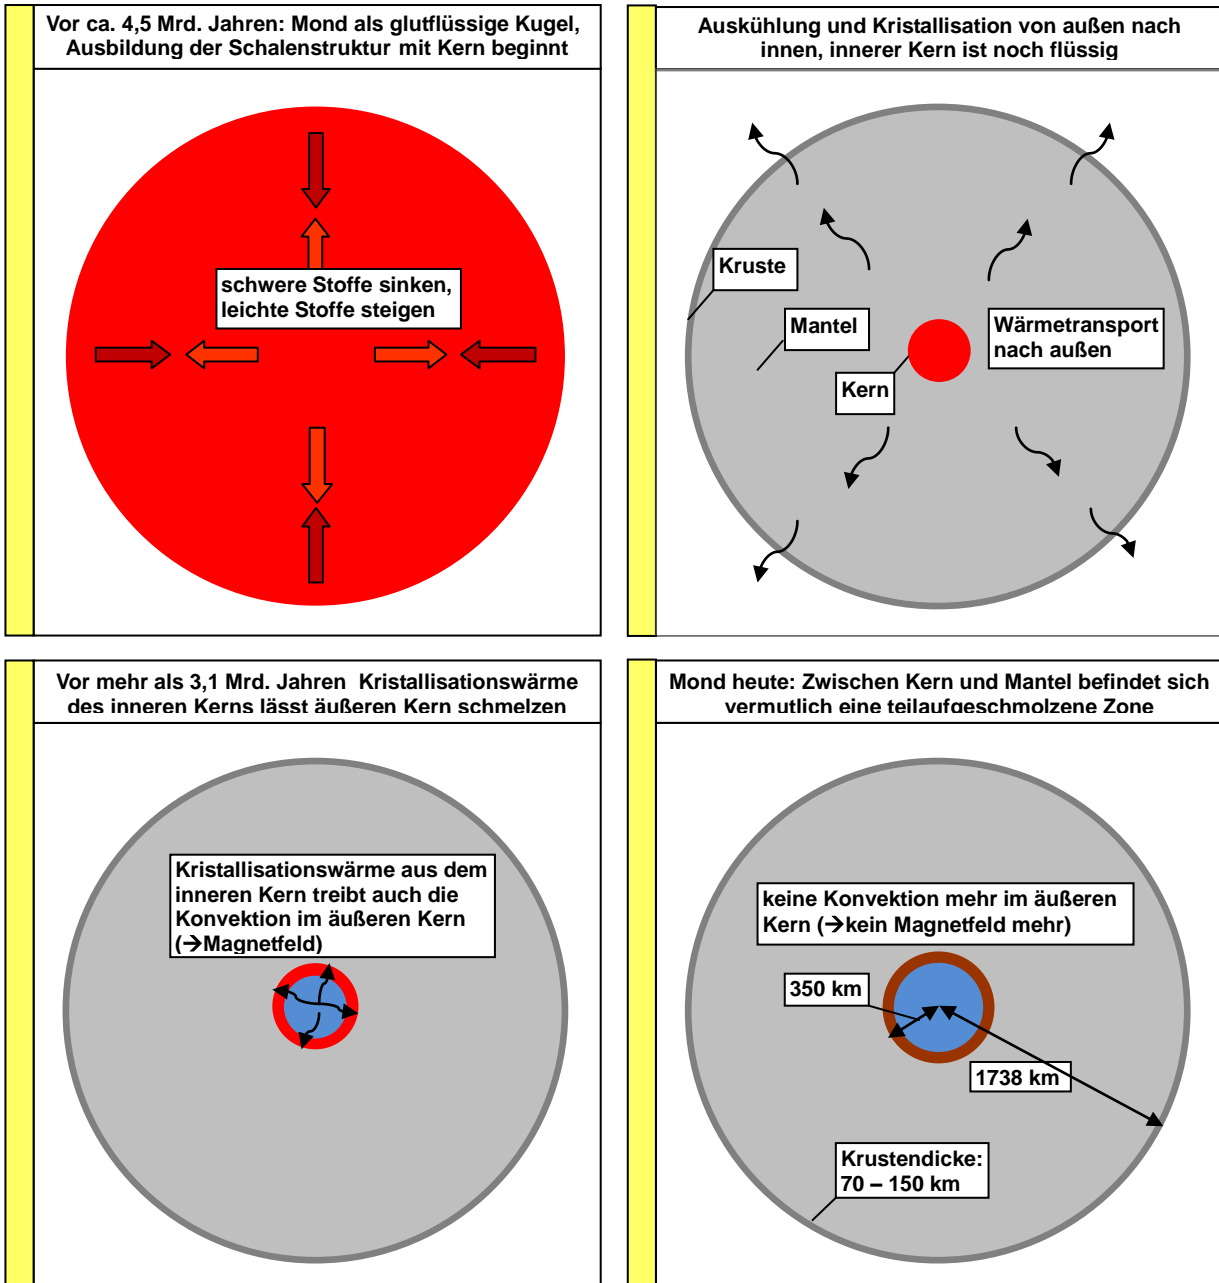 Vor ca. 4,5 Mrd. Jahren: Mond als glutflüssige Kugel,
Ausbildung der Schalenstruktur mit Kern beginnt
schwere Stoffe sinken,
leichte Stoffe steigen
Auskühlung und Kristallisation von außen nach
innen, innerer Kern ist noch flüssig
Kruste
Mantel
Kern
Wärmetransport
nach außen
Vor mehr als 3,1 Mrd. Jahren Kristallisationswärme
des inneren Kerns lässt äußeren Kern schmelzen
Kristallisationswärme aus dem
inneren Kern treibt auch die
Konvektion im äußeren Kern
(→Magnetfeld)
Mond heute: Zwischen Kern und Mantel befindet sich
vermutlich eine teilaufgeschmolzene Zone
keine Konvektion mehr im äußeren
Kern (→kein Magnetfeld mehr)
350 km
1738 km
Krustendicke:
70 – 150 km